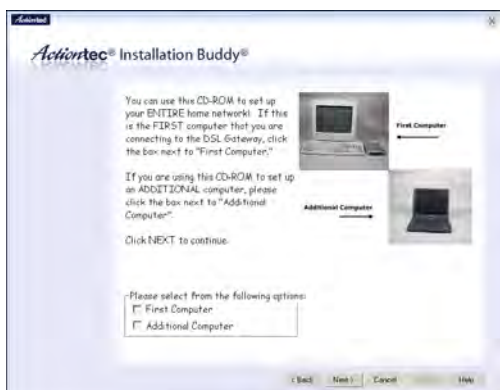 Actiontec
Actiontec® Installation Buddy®
You can use this CD-ROM to set up
your ENTIRE home network! If this
is the FIRST computer that you are
connecting to the DSL Gateway, click
the box next to "First Computer."
First Computer
If you are using this CD-ROM to set up
an ADDITIONAL computer, please
click the box next to "Additional
Computer".
Additional Computer
Click NEXT to continue.
Please select from the following options:
First Computer
Additional Computer
< Back Next > Cancel Help